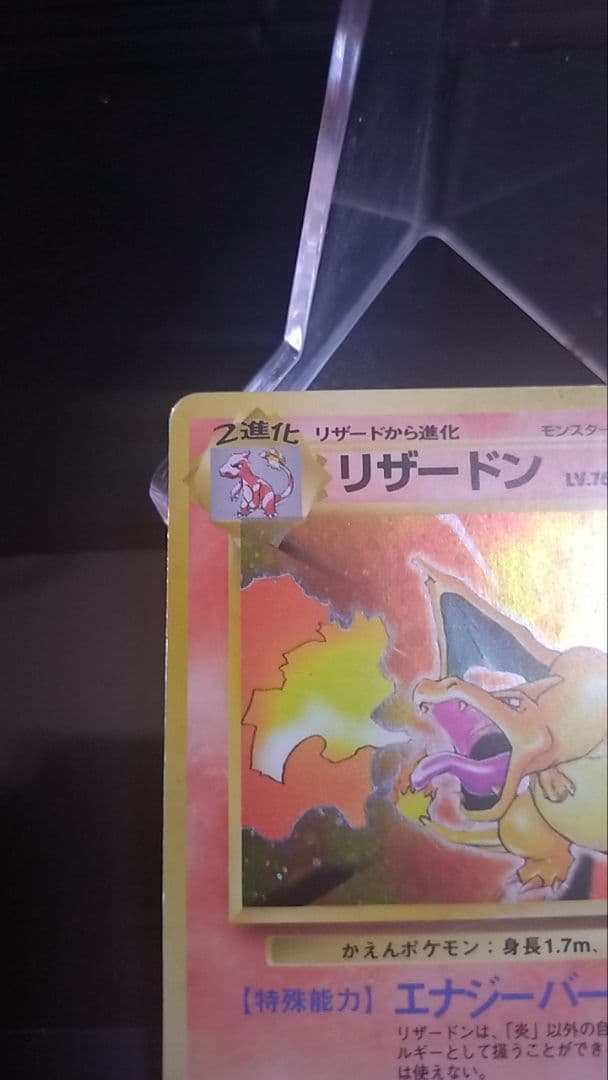 2進化 リザードから進化 モンスター
リザードン LV.76
かえんポケモン：身長1.7m、
【特殊能力】 エナジーバー
リザードンは、「炎」以外の自
ルギーとして扱うことができ
は使えない。